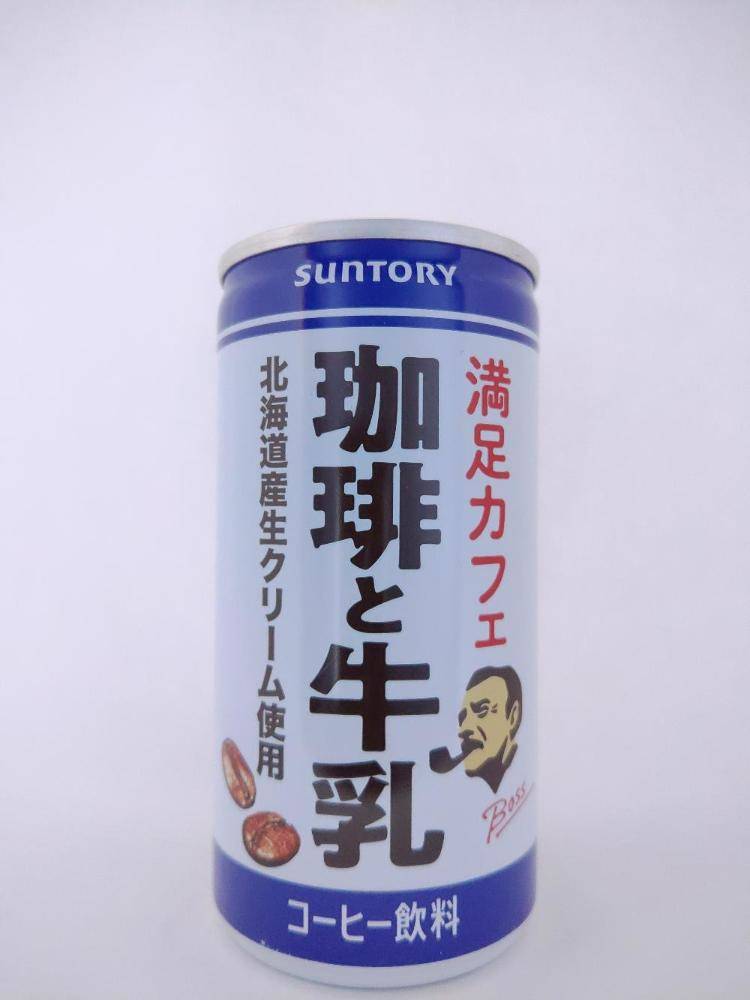 SUNTORY
満足カフェ
珈琲と牛乳
北海道産生クリーム使用
Boss
コーヒー飲料